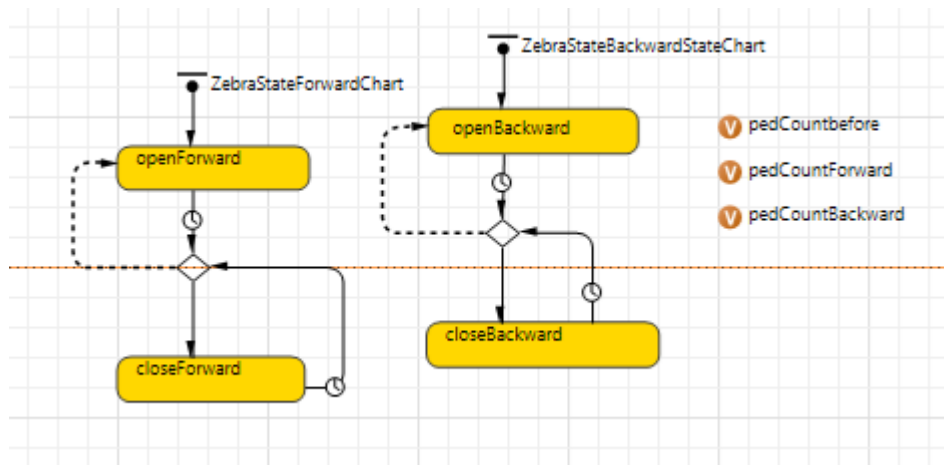 ZebraStateBackwardStateChart
ZebraStateForwardChart
openBackward
V pedCountbefore
openForward
V pedCountForward
V pedCountBackward
closeBackward
closeForward